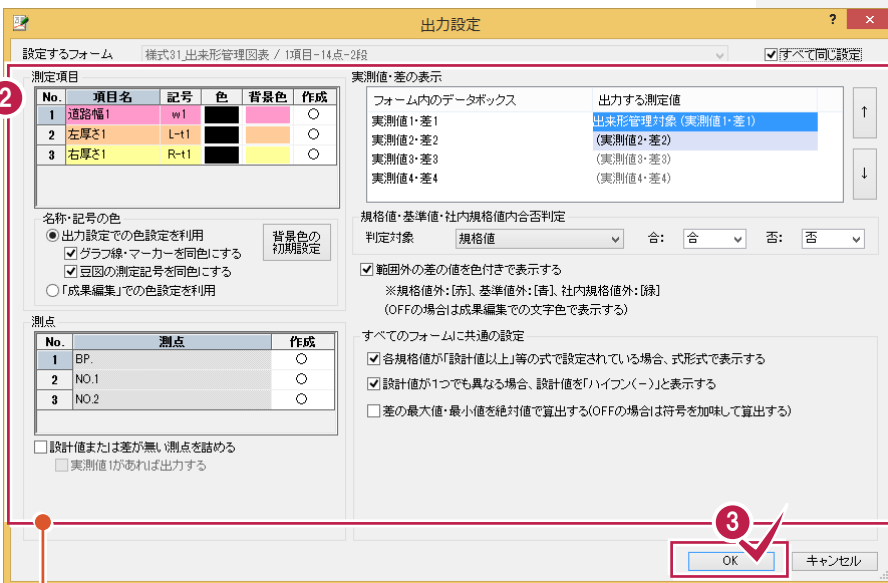 出力設定
? ×
設定するフォーム 様式31_出来形管理図表 / 1項目-14点-2段 すべて同じ設定
2
測定項目
No. 項目名 記号 色 背景色 作成
1 道路幅1 w1 ○
2 左厚さ1 L-t1 ○
3 右厚さ1 R-t1 ○
名称・記号の色
出力設定での色設定を利用
グラフ線・マーカーを同色にする
豆図の測定記号を同色にする
「成果編集」での色設定を利用
背景色の
初期設定
測点
No. 測点 作成
1 BP. ○
2 NO.1 ○
3 NO.2 ○
設計値または差が無い測点を詰める
実測値1があれば出力する
実測値・差の表示
フォーム内のデータボックス 出力する測定値
実測値1・差1 出来形管理対象 (実測値1・差1)
実測値2・差2 (実測値2・差2)
実測値3・差3 (実測値3・差3)
実測値4・差4 (実測値4・差4)
↑
↓
規格値・基準値・社内規格値内合否判定
判定対象 規格値 合: 合 否: 否
範囲外の差の値を色付きで表示する
※規格値外:[赤]、基準値外:[青]、社内規格値外:[緑]
(OFFの場合は成果編集での文字色で表示する)
すべてのフォームに共通の設定
各規格値が「設計値以上」等の式で設定されている場合、式形式で表示する
設計値が1つでも異なる場合、設計値を「ハイフン(-)」と表示する
差の最大値・最小値を絶対値で算出する(OFFの場合は符号を加味して算出する)
3
OK キャンセル